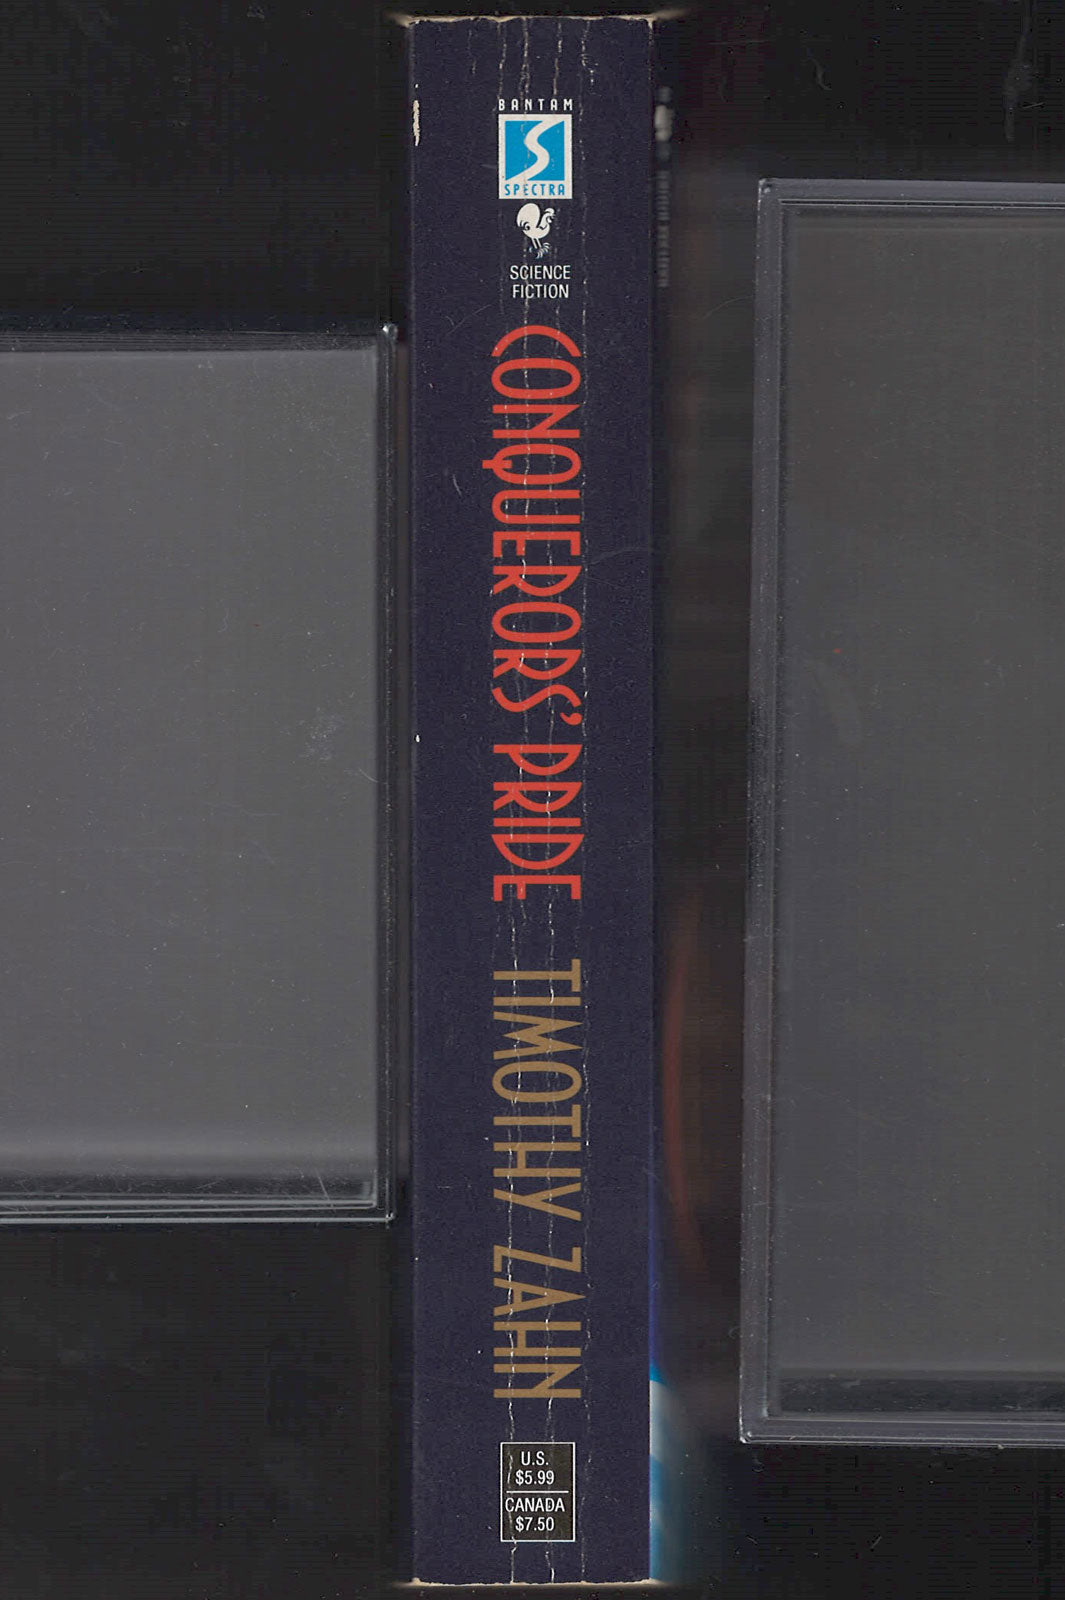 BANTAM
SPECTRA
SCIENCE
FICTION
CONQUERORS' PRIDE TIMOTHY ZAHN
U.S.
$5.99
CANADA
$7.50